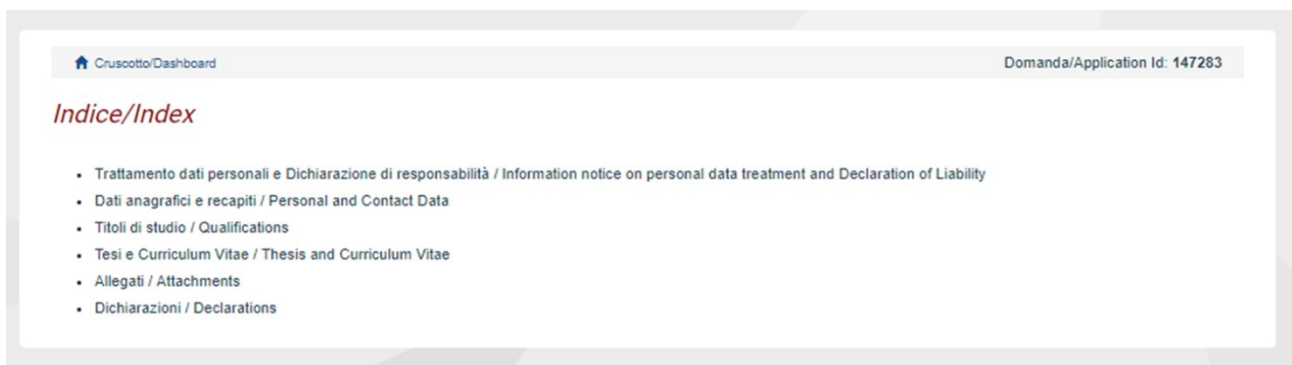 Cruscotto/Dashboard
Domanda/Application Id: 147283
Indice/Index
Trattamento dati personali e Dichiarazione di responsabilità / Information notice on personal data treatment and Declaration of Liability
Dati anagrafici e recapiti / Personal and Contact Data
Titoli di studio / Qualifications
Tesi e Curriculum Vitae / Thesis and Curriculum Vitae
Allegati / Attachments
Dichiarazioni / Declarations